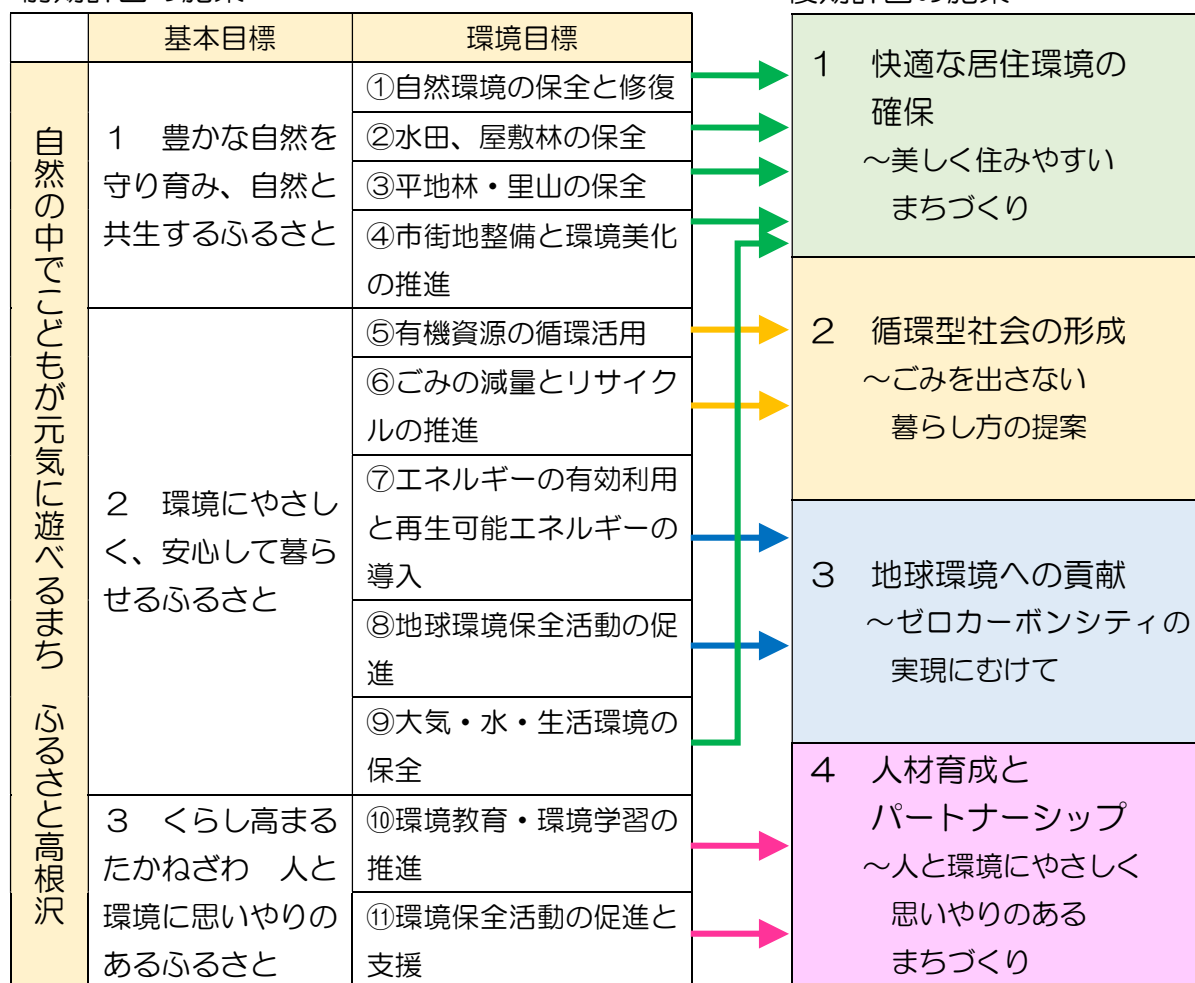 基本目標
環境目標
自然の中でこどもが元気に遊べるまち　ふるさと高根沢
１　豊かな自然を
守り育み、自然と
共生するふるさと
①自然環境の保全と修復
②水田、屋敷林の保全
③平地林・里山の保全
④市街地整備と環境美化
の推進
２　環境にやさし
く、安心して暮ら
せるふるさと
⑤有機資源の循環活用
⑥ごみの減量とリサイク
ルの推進
⑦エネルギーの有効利用
と再生可能エネルギーの
導入
⑧地球環境保全活動の促
進
⑨大気・水・生活環境の
保全
３　くらし高まる
たかねざわ　人と
環境に思いやりの
あるふるさと
⑩環境教育・環境学習の
推進
⑪環境保全活動の促進と
支援
１　快適な居住環境の
確保
～美しく住みやすい
まちづくり
２　循環型社会の形成
～ごみを出さない
暮らし方の提案
３　地球環境への貢献
～ゼロカーボンシティの
実現にむけて
４　人材育成と
パートナーシップ
～人と環境にやさしく
思いやりのある
まちづくり